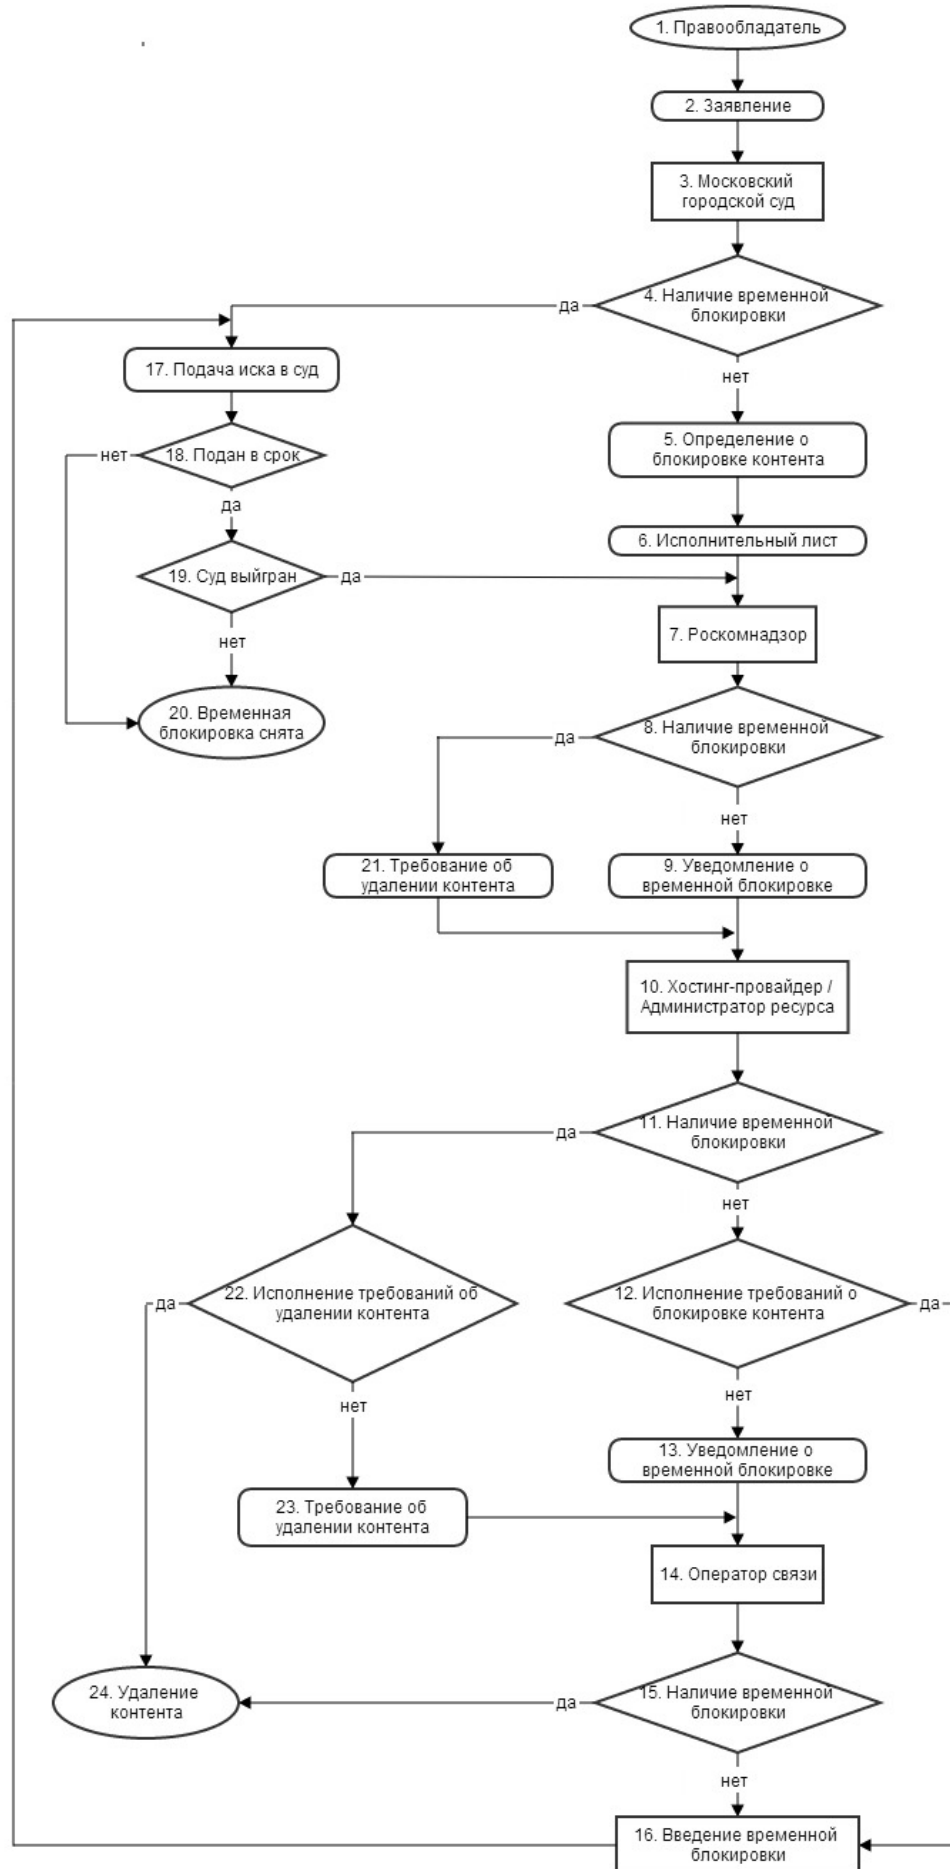 1. Правообладатель
2. Заявление
3. Московский
городской суд
4. Наличие временной
блокировки
да
нет
17. Подача иска в суд
18. Подан в срок
нет
да
5. Определение о
блокировке контента
6. Исполнительный лист
19. Суд выйгран
да
нет
7. Роскомнадзор
20. Временная
блокировка снята
8. Наличие временной
блокировки
да
нет
21. Требование об
удалении контента
9. Уведомление о
временной блокировке
10. Хостинг-провайдер /
Администратор ресурса
11. Наличие временной
блокировки
да
нет
22. Исполнение требований об
удалении контента
да
нет
12. Исполнение требований о
блокировке контента
да
нет
13. Уведомление о
временной блокировке
23. Требование об
удалении контента
14. Оператор связи
15. Наличие временной
блокировки
да
нет
24. Удаление
контента
16. Введение временной
блокировки